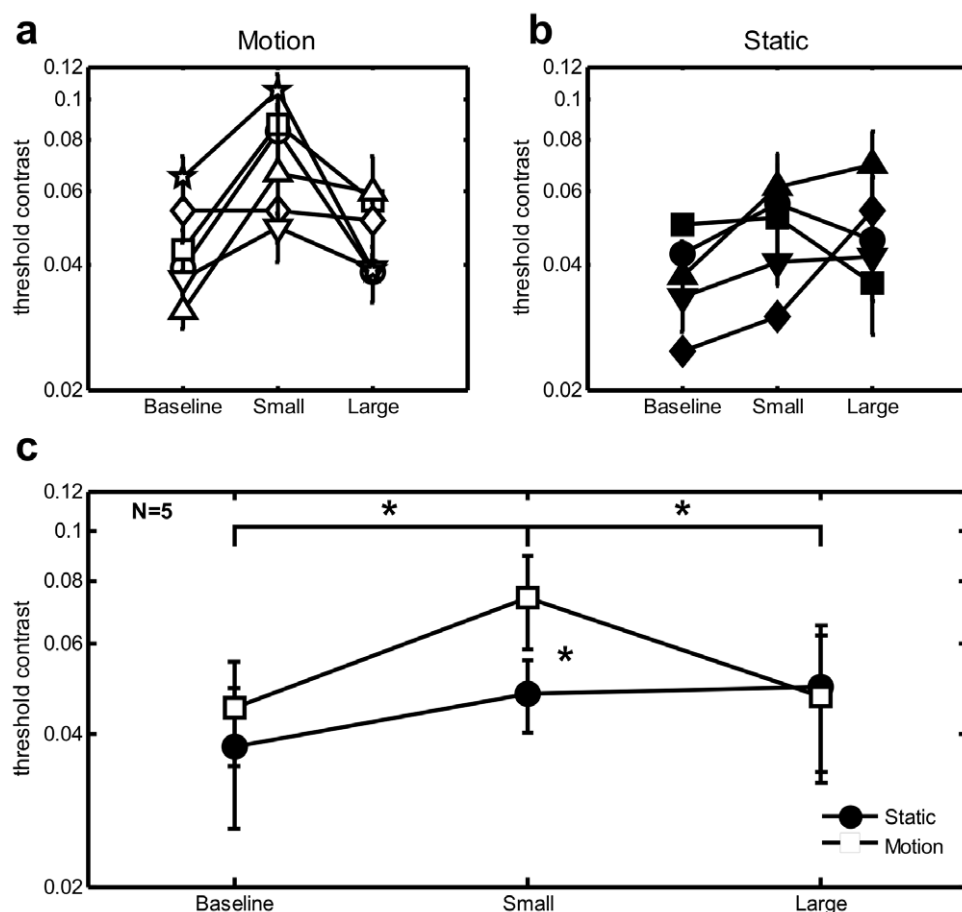 a
Motion
threshold contrast
0.12
0.1
0.08
0.06
0.04
0.02
Baseline Small Large
b
Static
threshold contrast
0.12
0.1
0.08
0.06
0.04
0.02
Baseline Small Large
c
threshold contrast
0.12
0.1
0.08
0.06
0.04
0.02
N=5
*
*
*
Static
Motion
Baseline Small Large